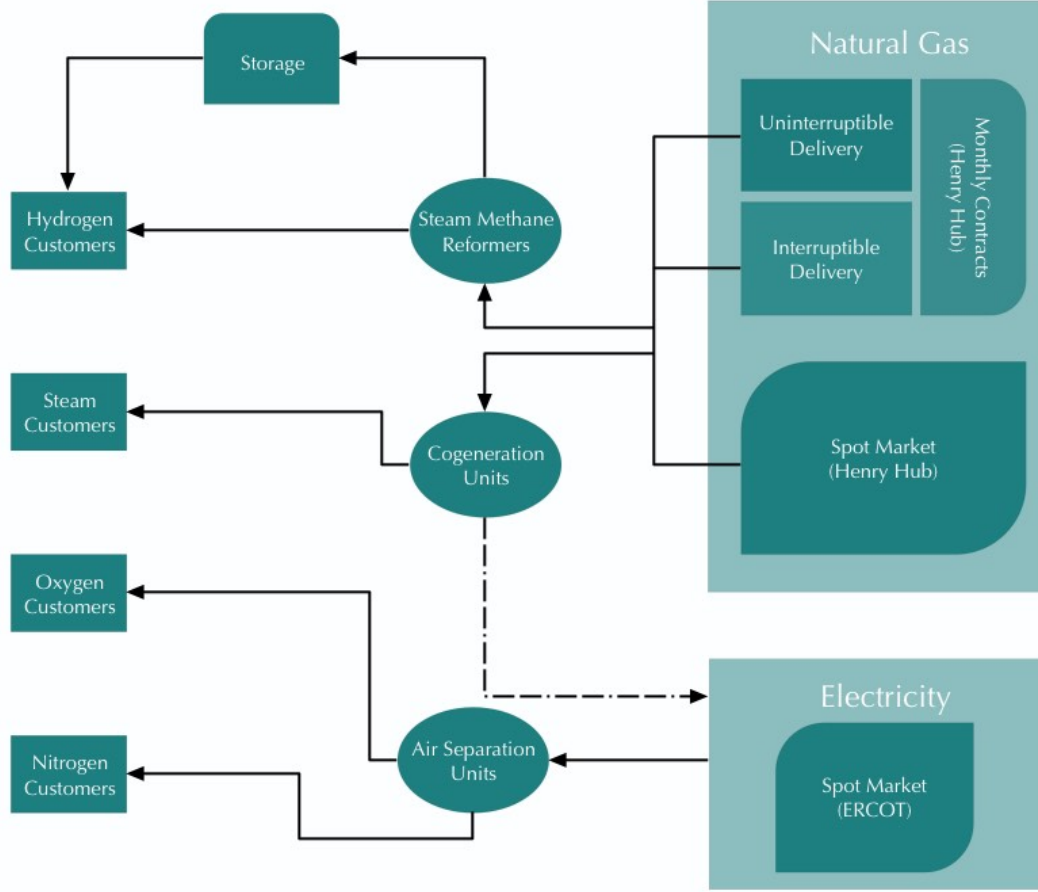 Natural Gas
Storage
Uninterruptible
Delivery
Monthly Contracts
(Henry Hub)
Hydrogen
Customers
Steam Methane
Reformers
Interruptible
Delivery
Steam
Customers
Cogeneration
Units
Spot Market
(Henry Hub)
Oxygen
Customers
Electricity
Nitrogen
Customers
Air Separation
Units
Spot Market
(ERCOT)